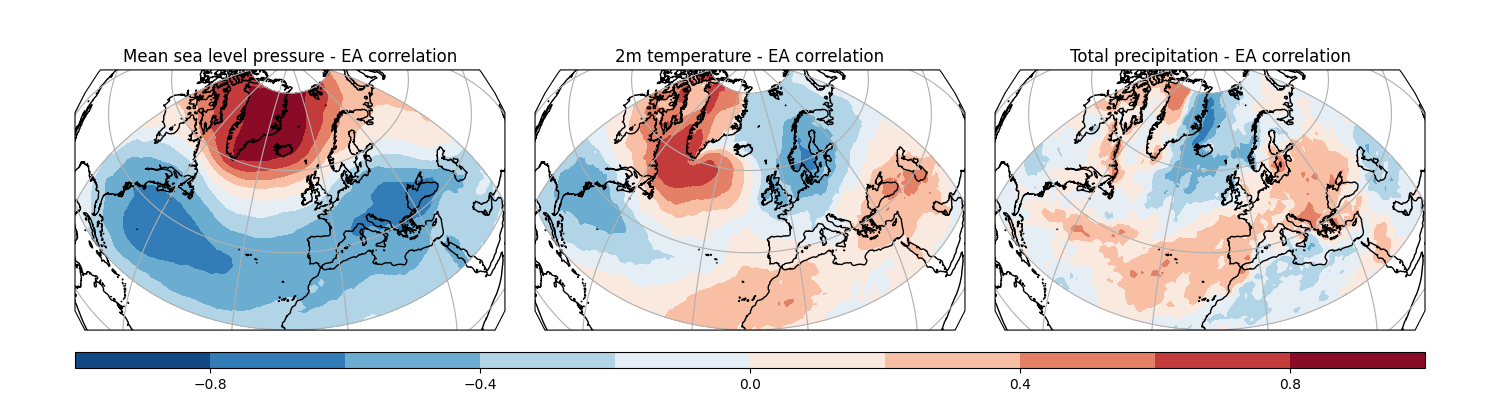 Mean sea level pressure - EA correlation
2m temperature - EA correlation
Total precipitation - EA correlation
−0.8
−0.4
0.0
0.4
0.8